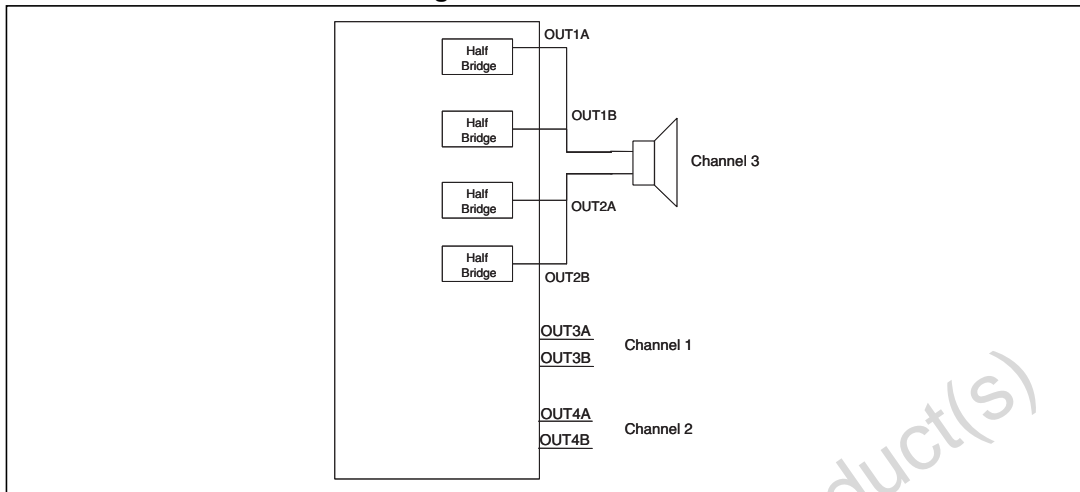 OUT1A
Half
Bridge
OUT1B
Half
Bridge
Channel 3
Half
Bridge
OUT2A
Half
Bridge
OUT2B
OUT3A
Channel 1
OUT3B
OUT4A
Channel 2
OUT4B
duct(s)